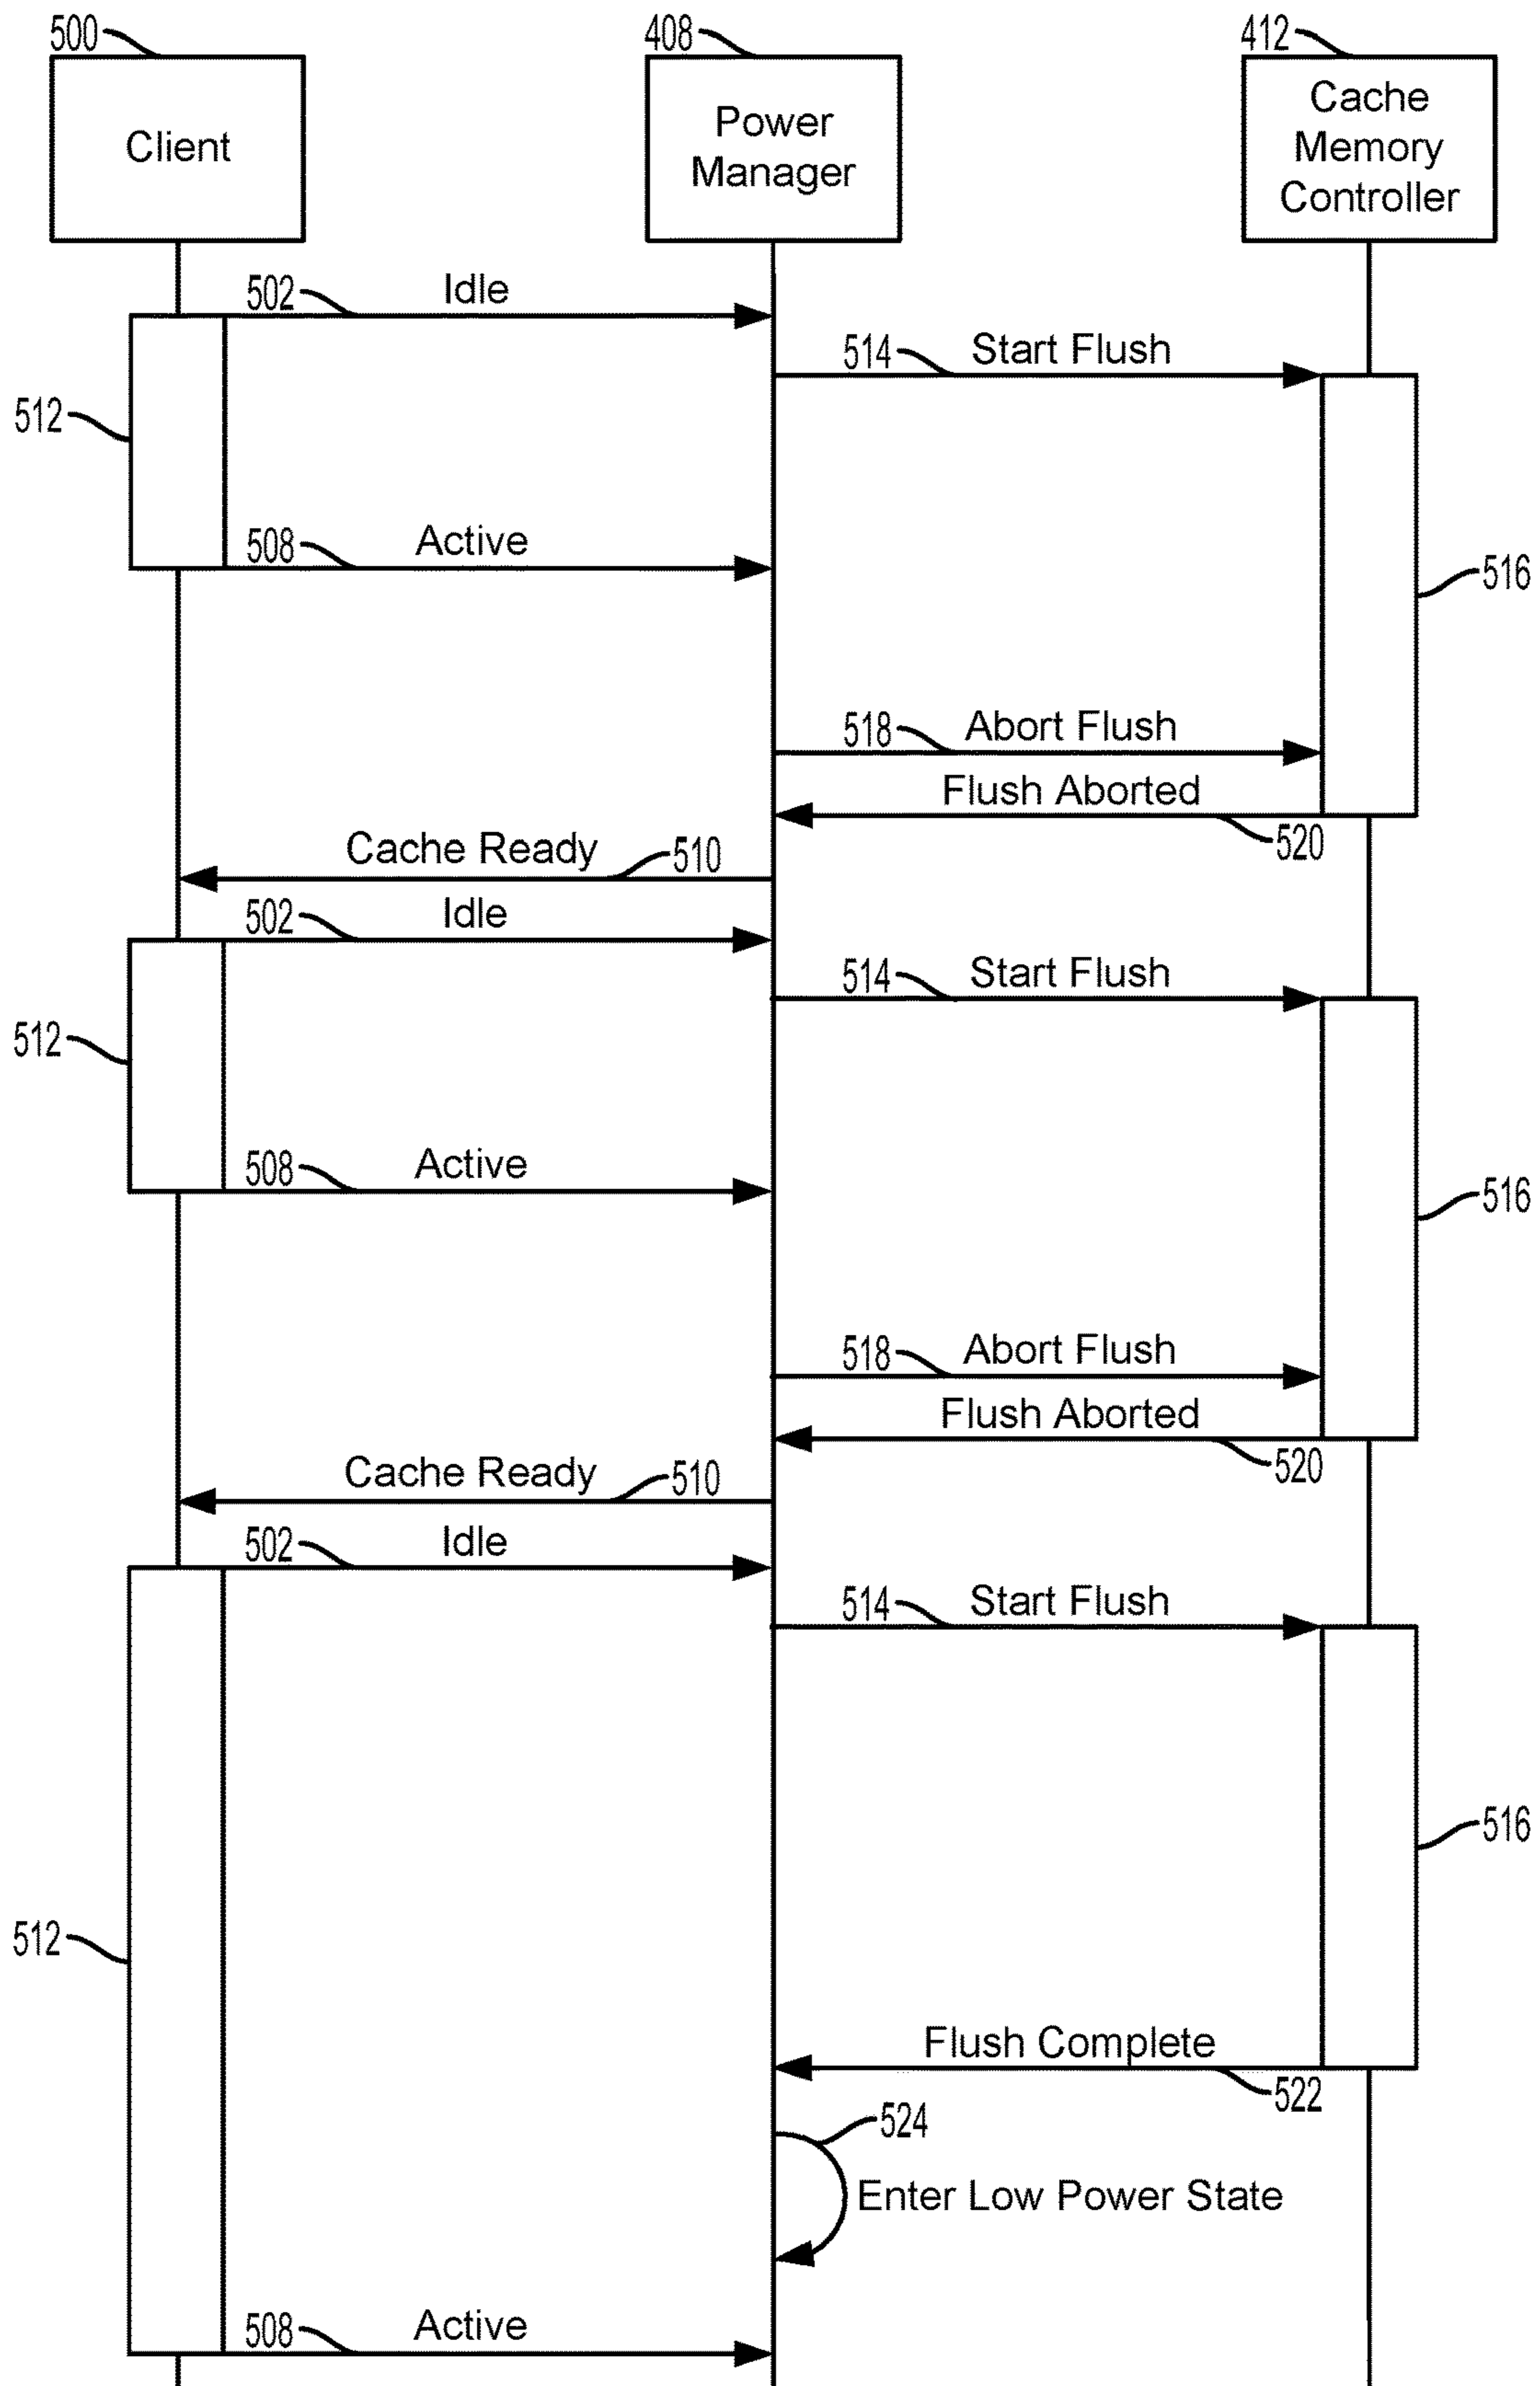 500
408
412
Client
Power
Manager
Cache
Memory
Controller
502
Idle
514
Start Flush
512
508
Active
516
518
Abort Flush
Flush Aborted
520
Cache Ready
510
502
Idle
514
Start Flush
512
508
Active
516
518
Abort Flush
Flush Aborted
520
Cache Ready
510
502
Idle
514
Start Flush
516
512
Flush Complete
522
524
Enter Low Power State
508
Active